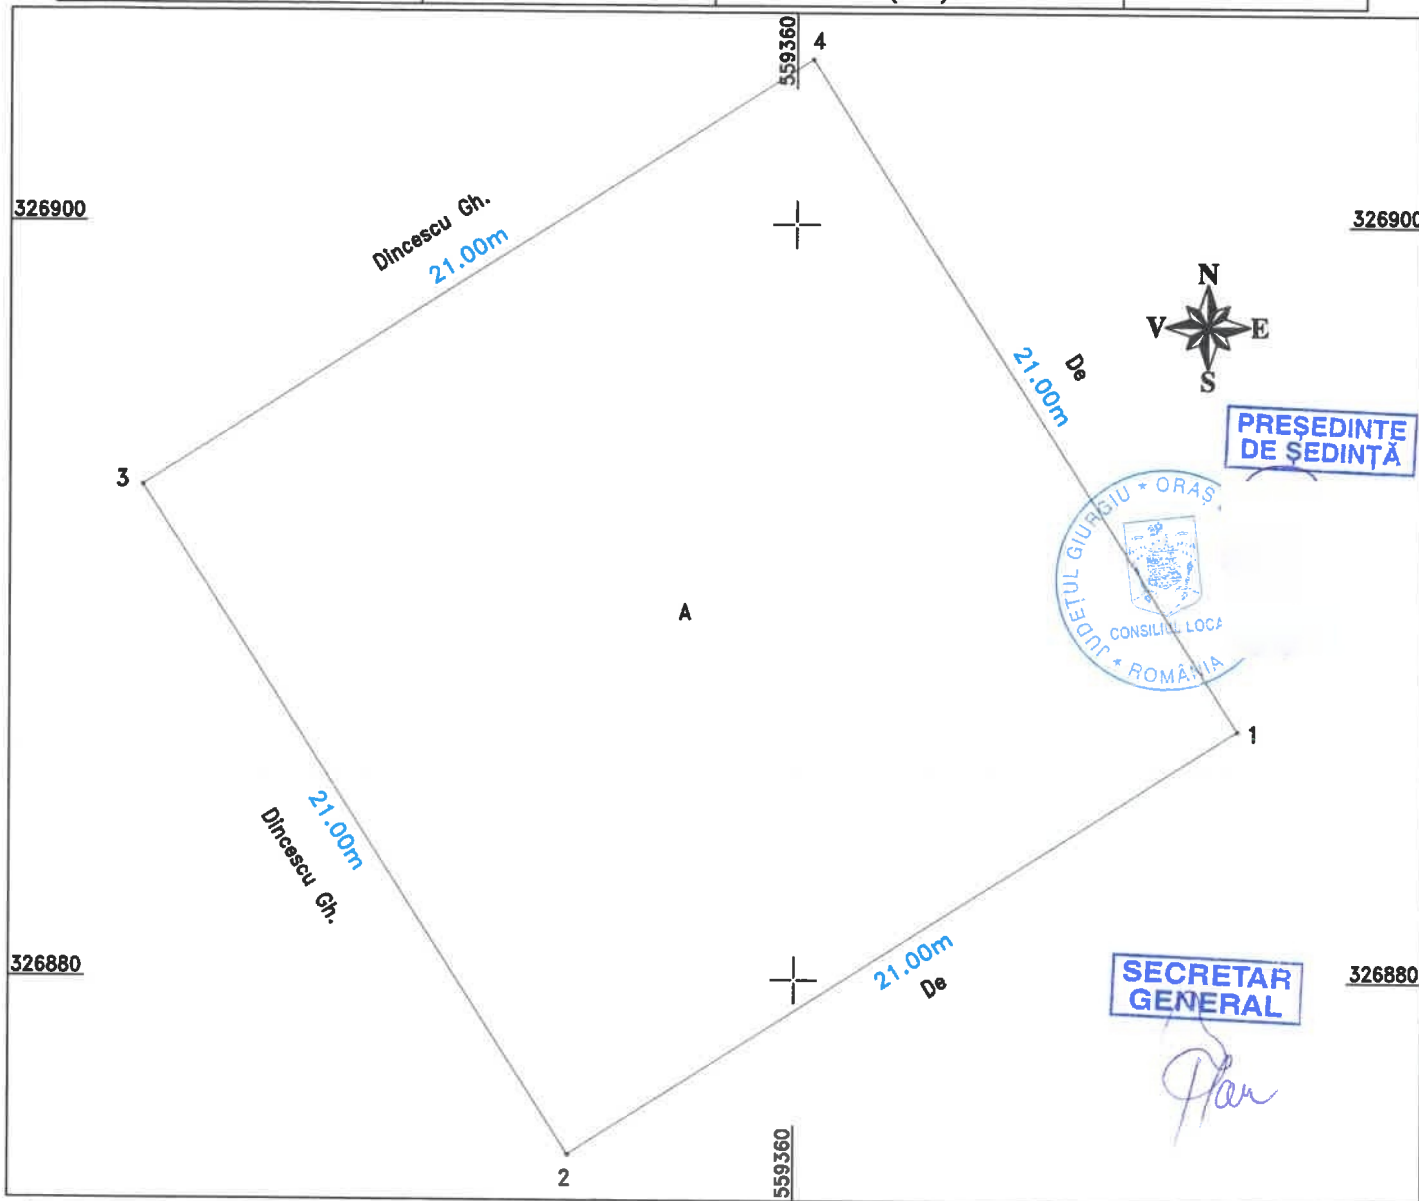 559360
4
326900
326900
Dincescu Gh.
21.00m
N
V E
S
De
21.00m
PREȘEDINTE
DE ȘEDINȚĂ
3
JUDEȚUL GIURGIU * ORAȘ *
CONSILIUL LOCA
* ROMÂNIA
A
1
21.00m
Dincescu Gh.
21.00m
De
326880
326880
SECRETAR
GENERAL
559360
2